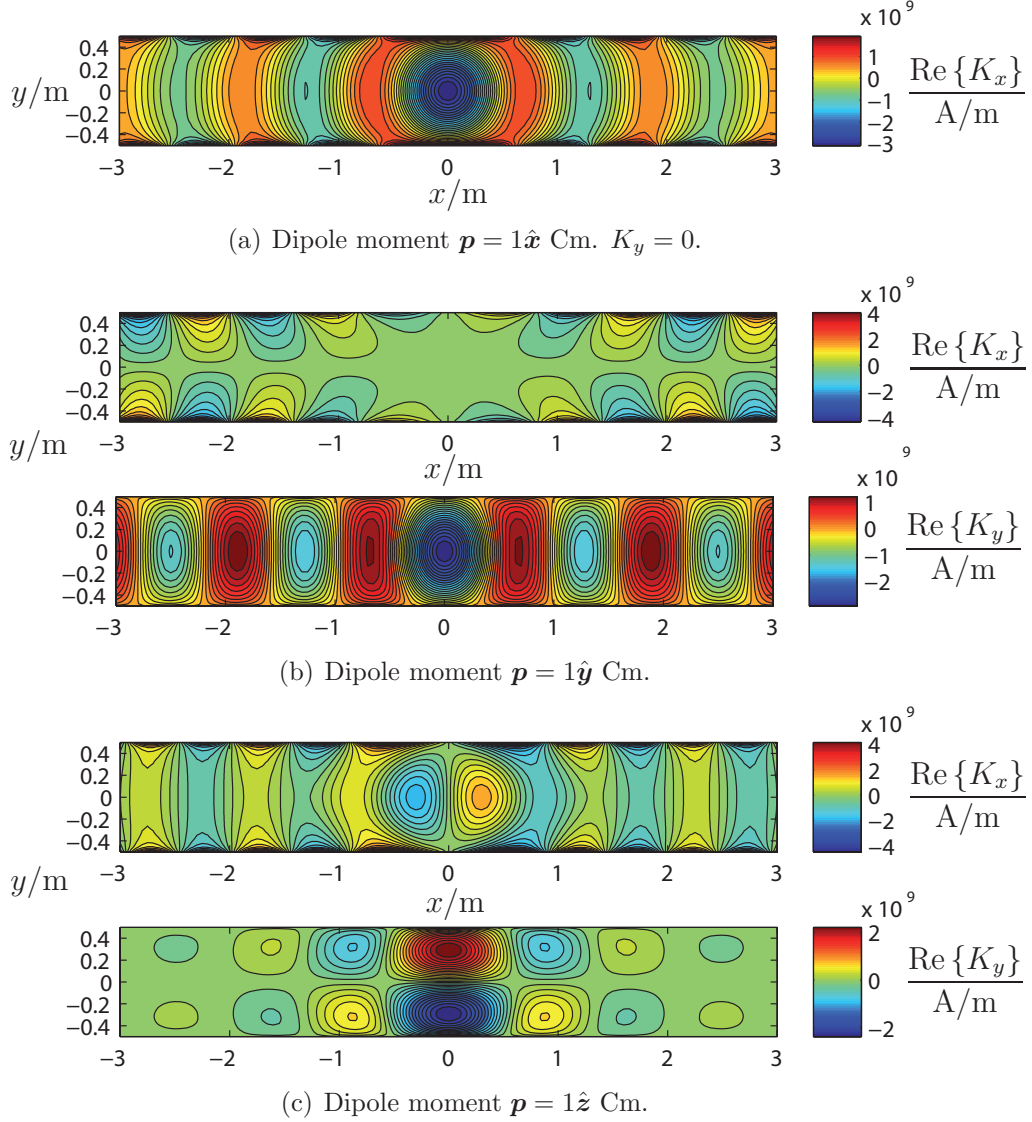 x 10^9
0.4
0.2
0
−0.2
−0.4
y/m
−3 −2 −1 0 1 2 3
x/m
1
0
−1
−2
−3
Re {K_x}
A/m
(a) Dipole moment p = 1x̂ Cm. K_y = 0.
x 10^9
0.4
0.2
0
−0.2
−0.4
−3 −2 −1 0 1 2 3
y/m
x/m
4
2
0
−2
−4
Re {K_x}
A/m
x 10^9
0.4
0.2
0
−0.2
−0.4
−3 −2 −1 0 1 2 3
1
0
−1
−2
Re {K_y}
A/m
(b) Dipole moment p = 1ŷ Cm.
x 10^9
0.4
0.2
0
−0.2
−0.4
−3 −2 −1 0 1 2 3
y/m
x/m
4
2
0
−2
−4
Re {K_x}
A/m
x 10^9
0.4
0.2
0
−0.2
−0.4
−3 −2 −1 0 1 2 3
2
0
−2
Re {K_y}
A/m
(c) Dipole moment p = 1ẑ Cm.